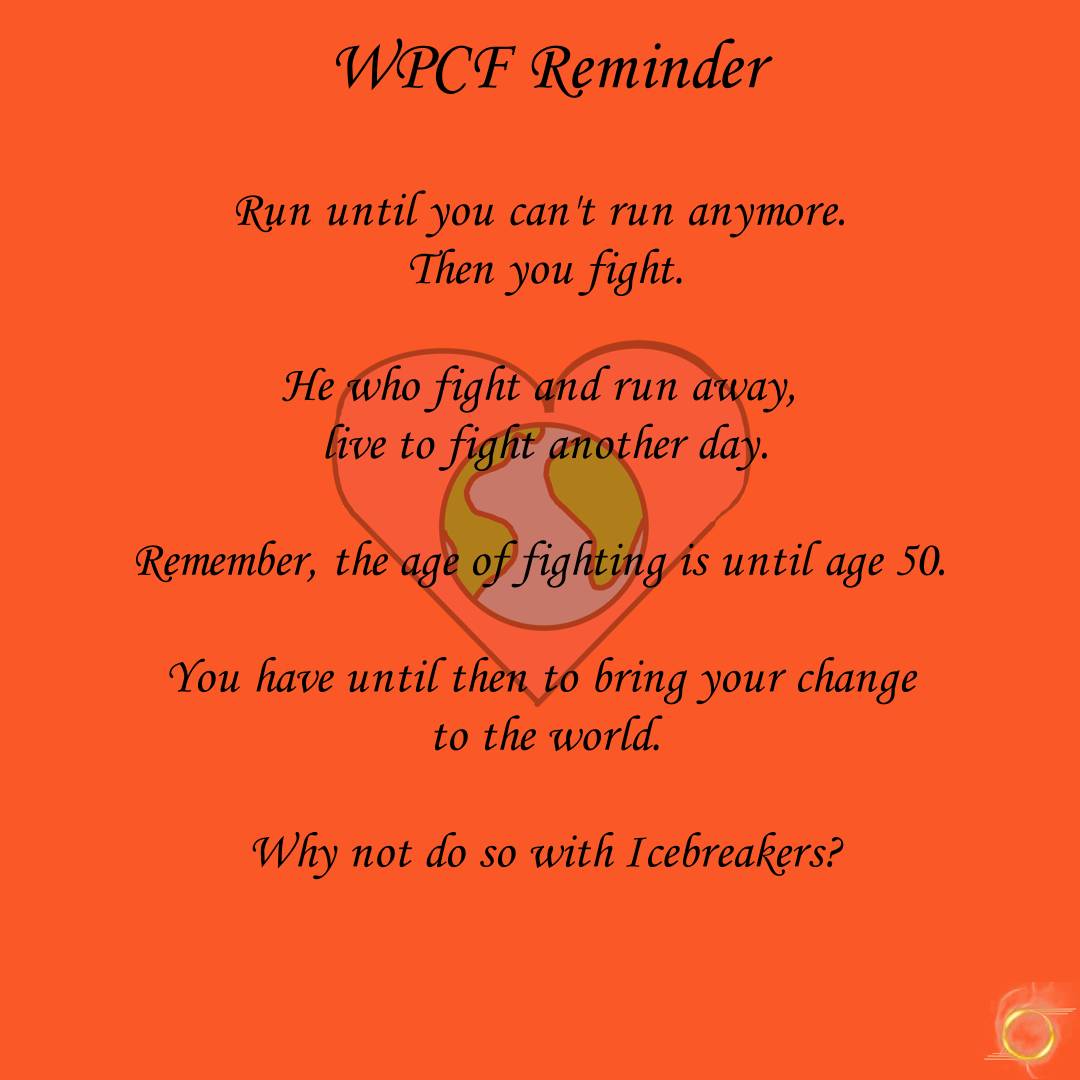 WPCF Reminder
Run until you can't run anymore.
Then you fight.
He who fight and run away,
live to fight another day.
Remember, the age of fighting is until age 50.
You have until then to bring your change
to the world.
Why not do so with Icebreakers?